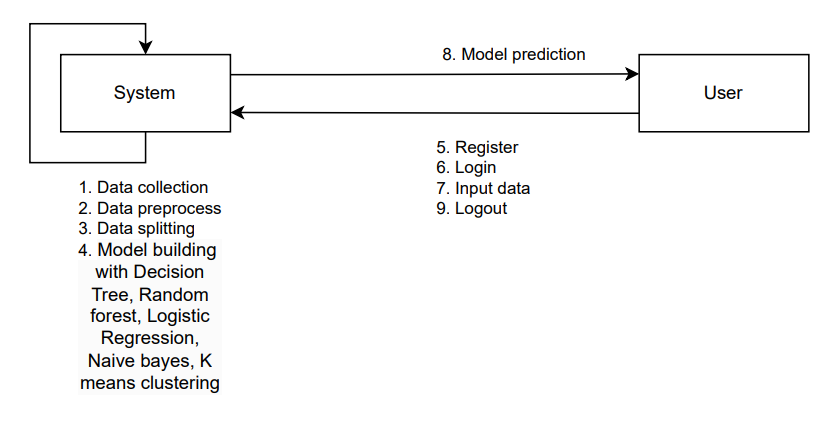 8. Model prediction
System
User
5. Register
6. Login
7. Input data
9. Logout
1. Data collection
2. Data preprocess
3. Data splitting
4. Model building
with Decision
Tree, Random
forest, Logistic
Regression,
Naive bayes, K
means clustering